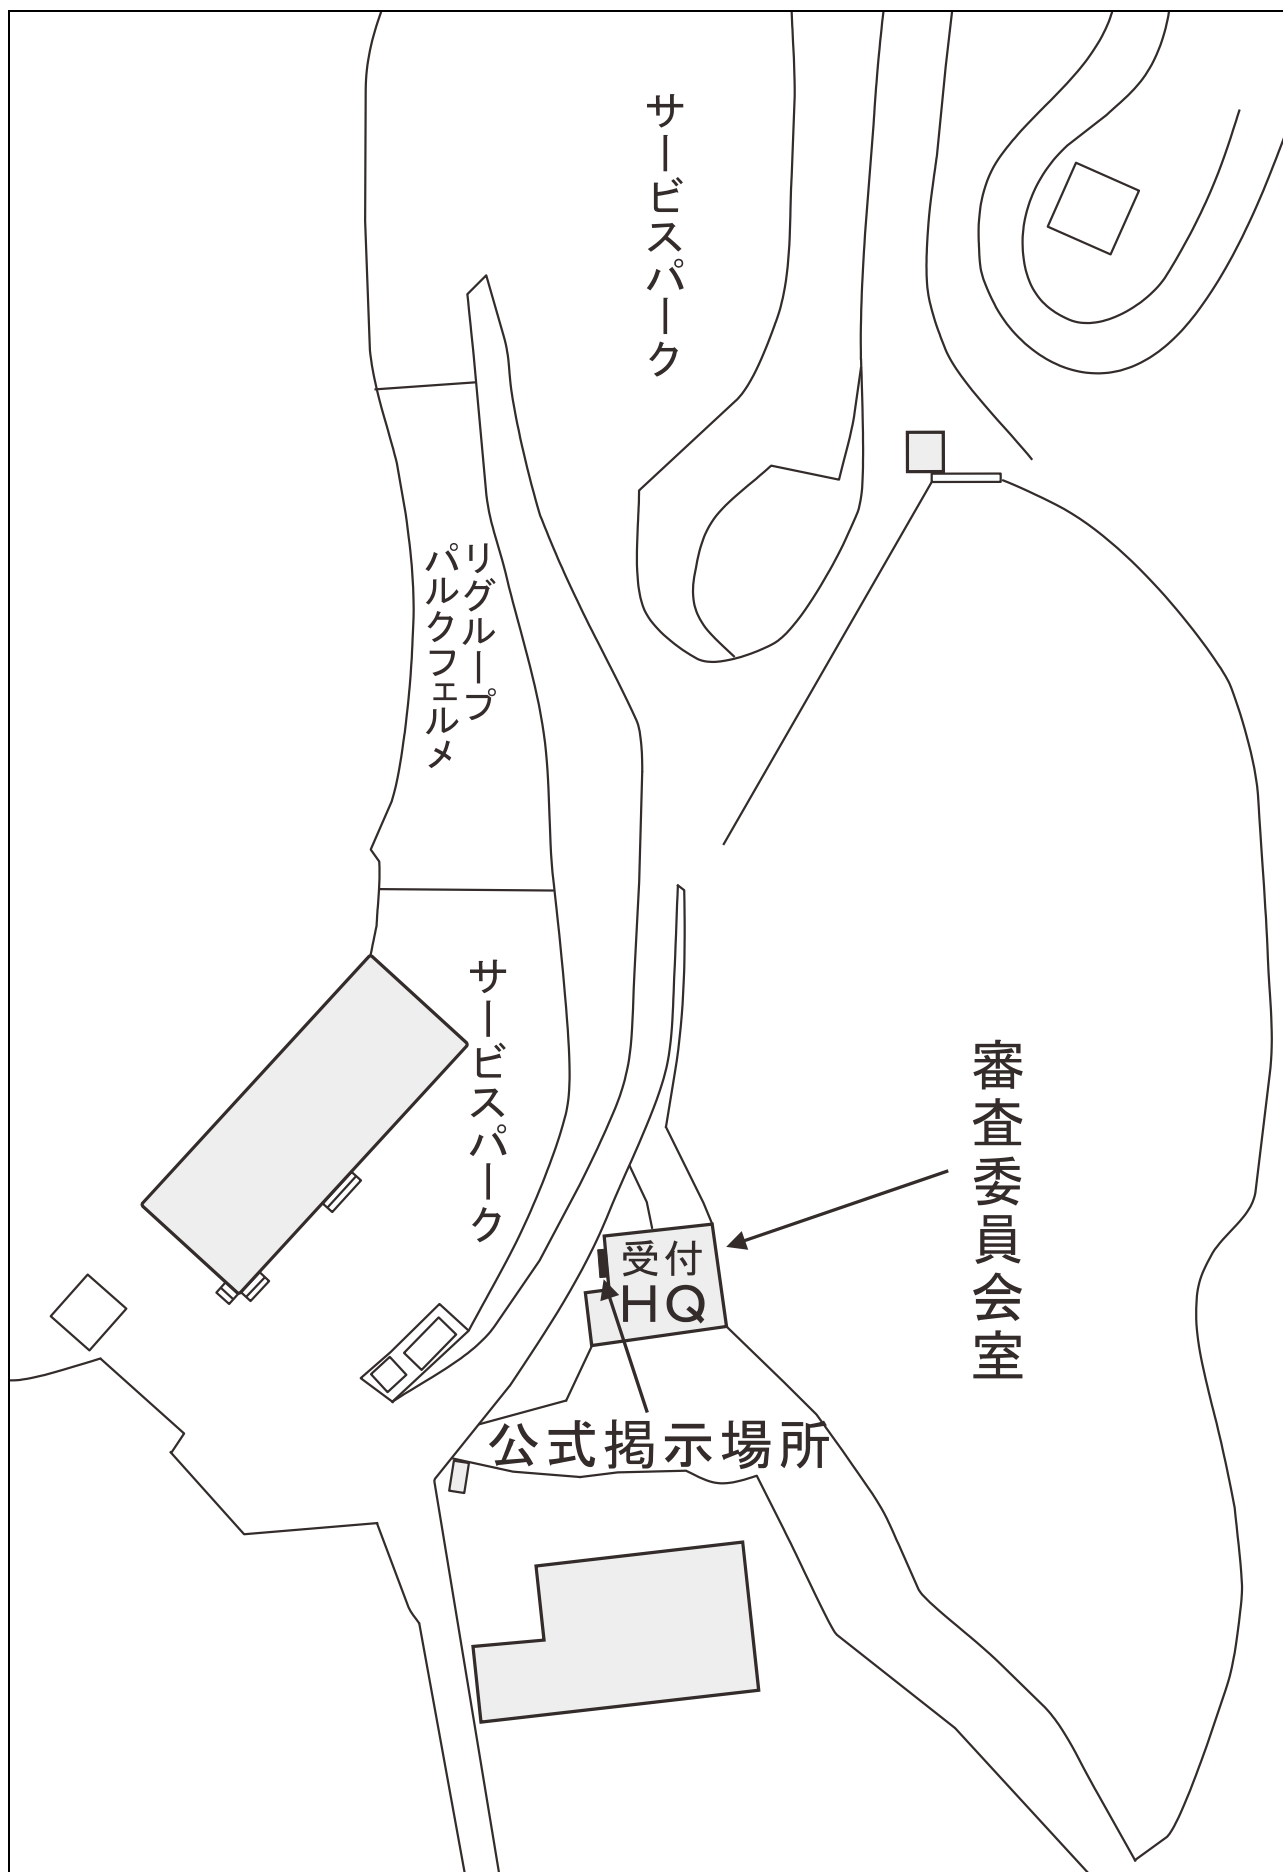 サービスパーク
リグループ
パルクフェルメ
サービスパーク
審査委員会室
受付
HQ
公式掲示場所